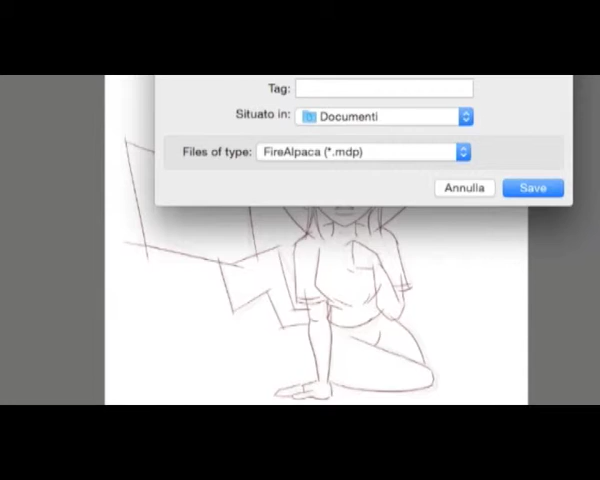 Tag:
Situato in: Documenti
Files of type: FireAlpaca (*.mdp)
Annulla Save